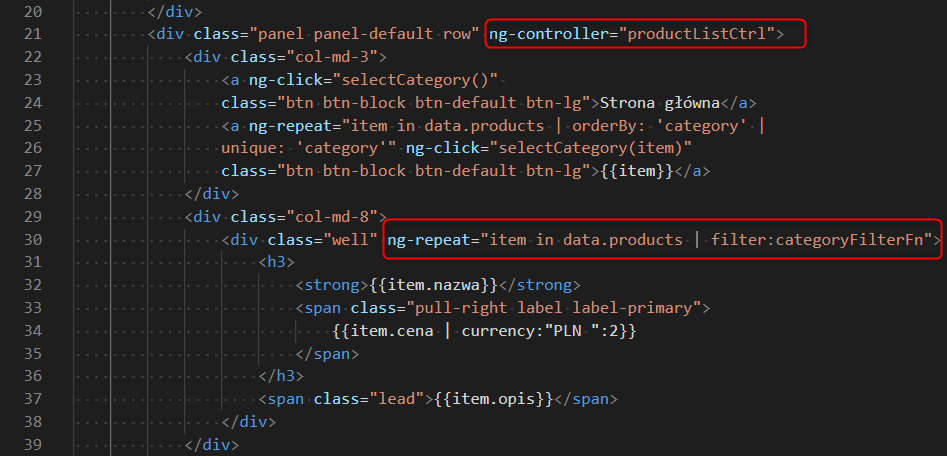 20 </div>
21 <div class="panel panel-default row" ng-controller="productListCtrl">
22 <div class="col-md-3">
23 <a ng-click="selectCategory()"
24 class="btn btn-block btn-default btn-lg">Strona główna</a>
25 <a ng-repeat="item in data.products | orderBy: 'category' |
26 unique: 'category'" ng-click="selectCategory(item)"
27 class="btn btn-block btn-default btn-lg">{{item}}</a>
28 </div>
29 <div class="col-md-8">
30 <div class="well" ng-repeat="item in data.products | filter:categoryFilterFn">
31 <h3>
32 <strong>{{item.nazwa}}</strong>
33 <span class="pull-right label label-primary">
34 {{item.cena | currency:"PLN ":2}}
35 </span>
36 </h3>
37 <span class="lead">{{item.opis}}</span>
38 </div>
39 </div>